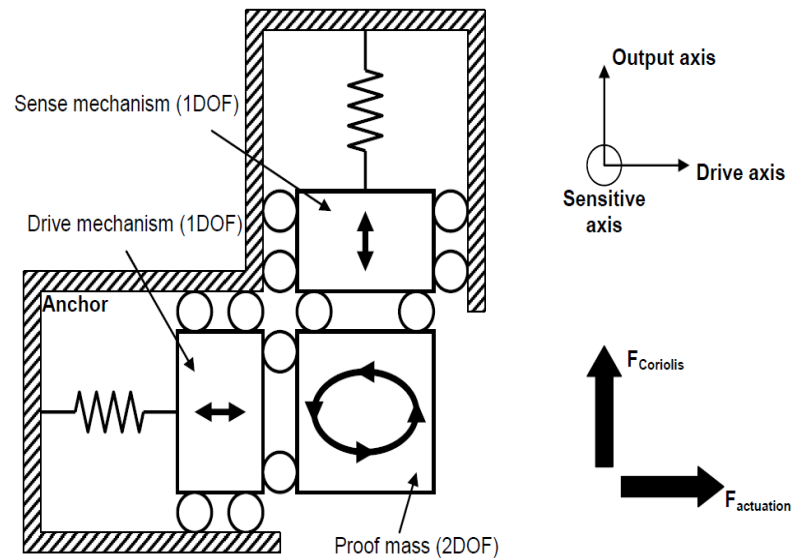 Output axis
Sense mechanism (1DOF)
Drive axis
Sensitive
axis
Drive mechanism (1DOF)
Anchor
FCoriolis
Factuation
Proof mass (2DOF)